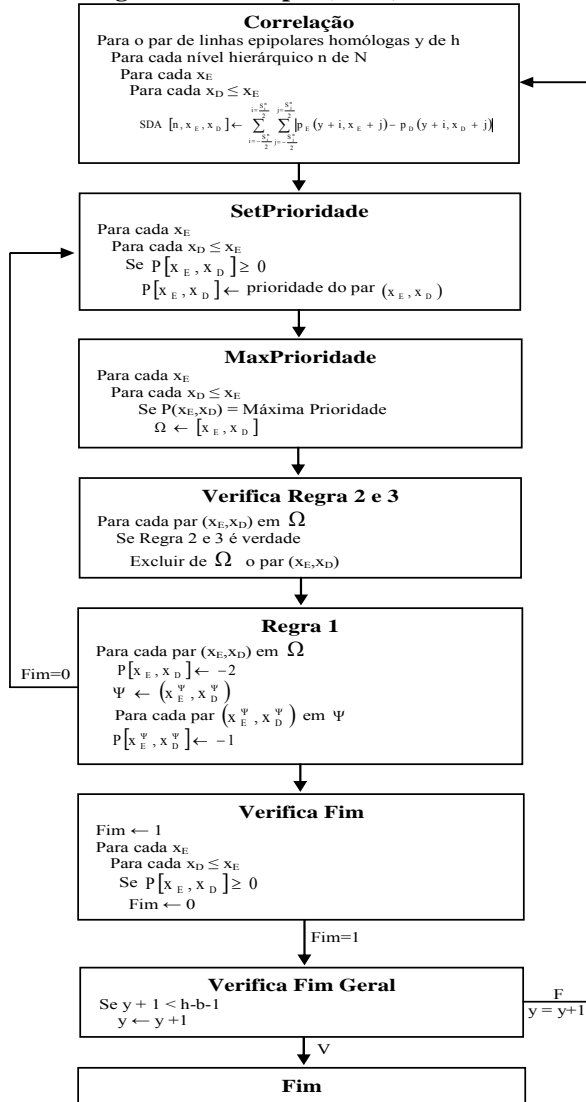 Correlação
Para o par de linhas epipolares homólogas y de h
Para cada nível hierárquico n de N
Para cada x_E
Para cada x_D ≤ x_E
SDA [n, x_E, x_D] ← ∑ ∑ |p_E (y + i, x_E + j) − p_D (y + i, x_D + j)|
SetPrioridade
Para cada x_E
Para cada x_D ≤ x_E
Se P[x_E, x_D] ≥ 0
P[x_E, x_D] ← prioridade do par (x_E, x_D)
MaxPrioridade
Para cada x_E
Para cada x_D ≤ x_E
Se P(x_E,x_D) = Máxima Prioridade
Ω ← [x_E, x_D]
Verifica Regra 2 e 3
Para cada par (x_E,x_D) em Ω
Se Regra 2 e 3 é verdade
Excluir de Ω o par (x_E,x_D)
Regra 1
Para cada par (x_E,x_D) em Ω
P[x_E, x_D] ← −2
Ψ ← (x_E^Ψ, x_D^Ψ)
Para cada par (x_E^Ψ, x_D^Ψ) em Ψ
P[x_E^Ψ, x_D^Ψ] ← −1
Fim=0
Verifica Fim
Fim ← 1
Para cada x_E
Para cada x_D ≤ x_E
Se P[x_E, x_D] ≥ 0
Fim ← 0
Fim=1
Verifica Fim Geral
Se y + 1 < h-b-1
y ← y +1
F
y = y+1
V
Fim